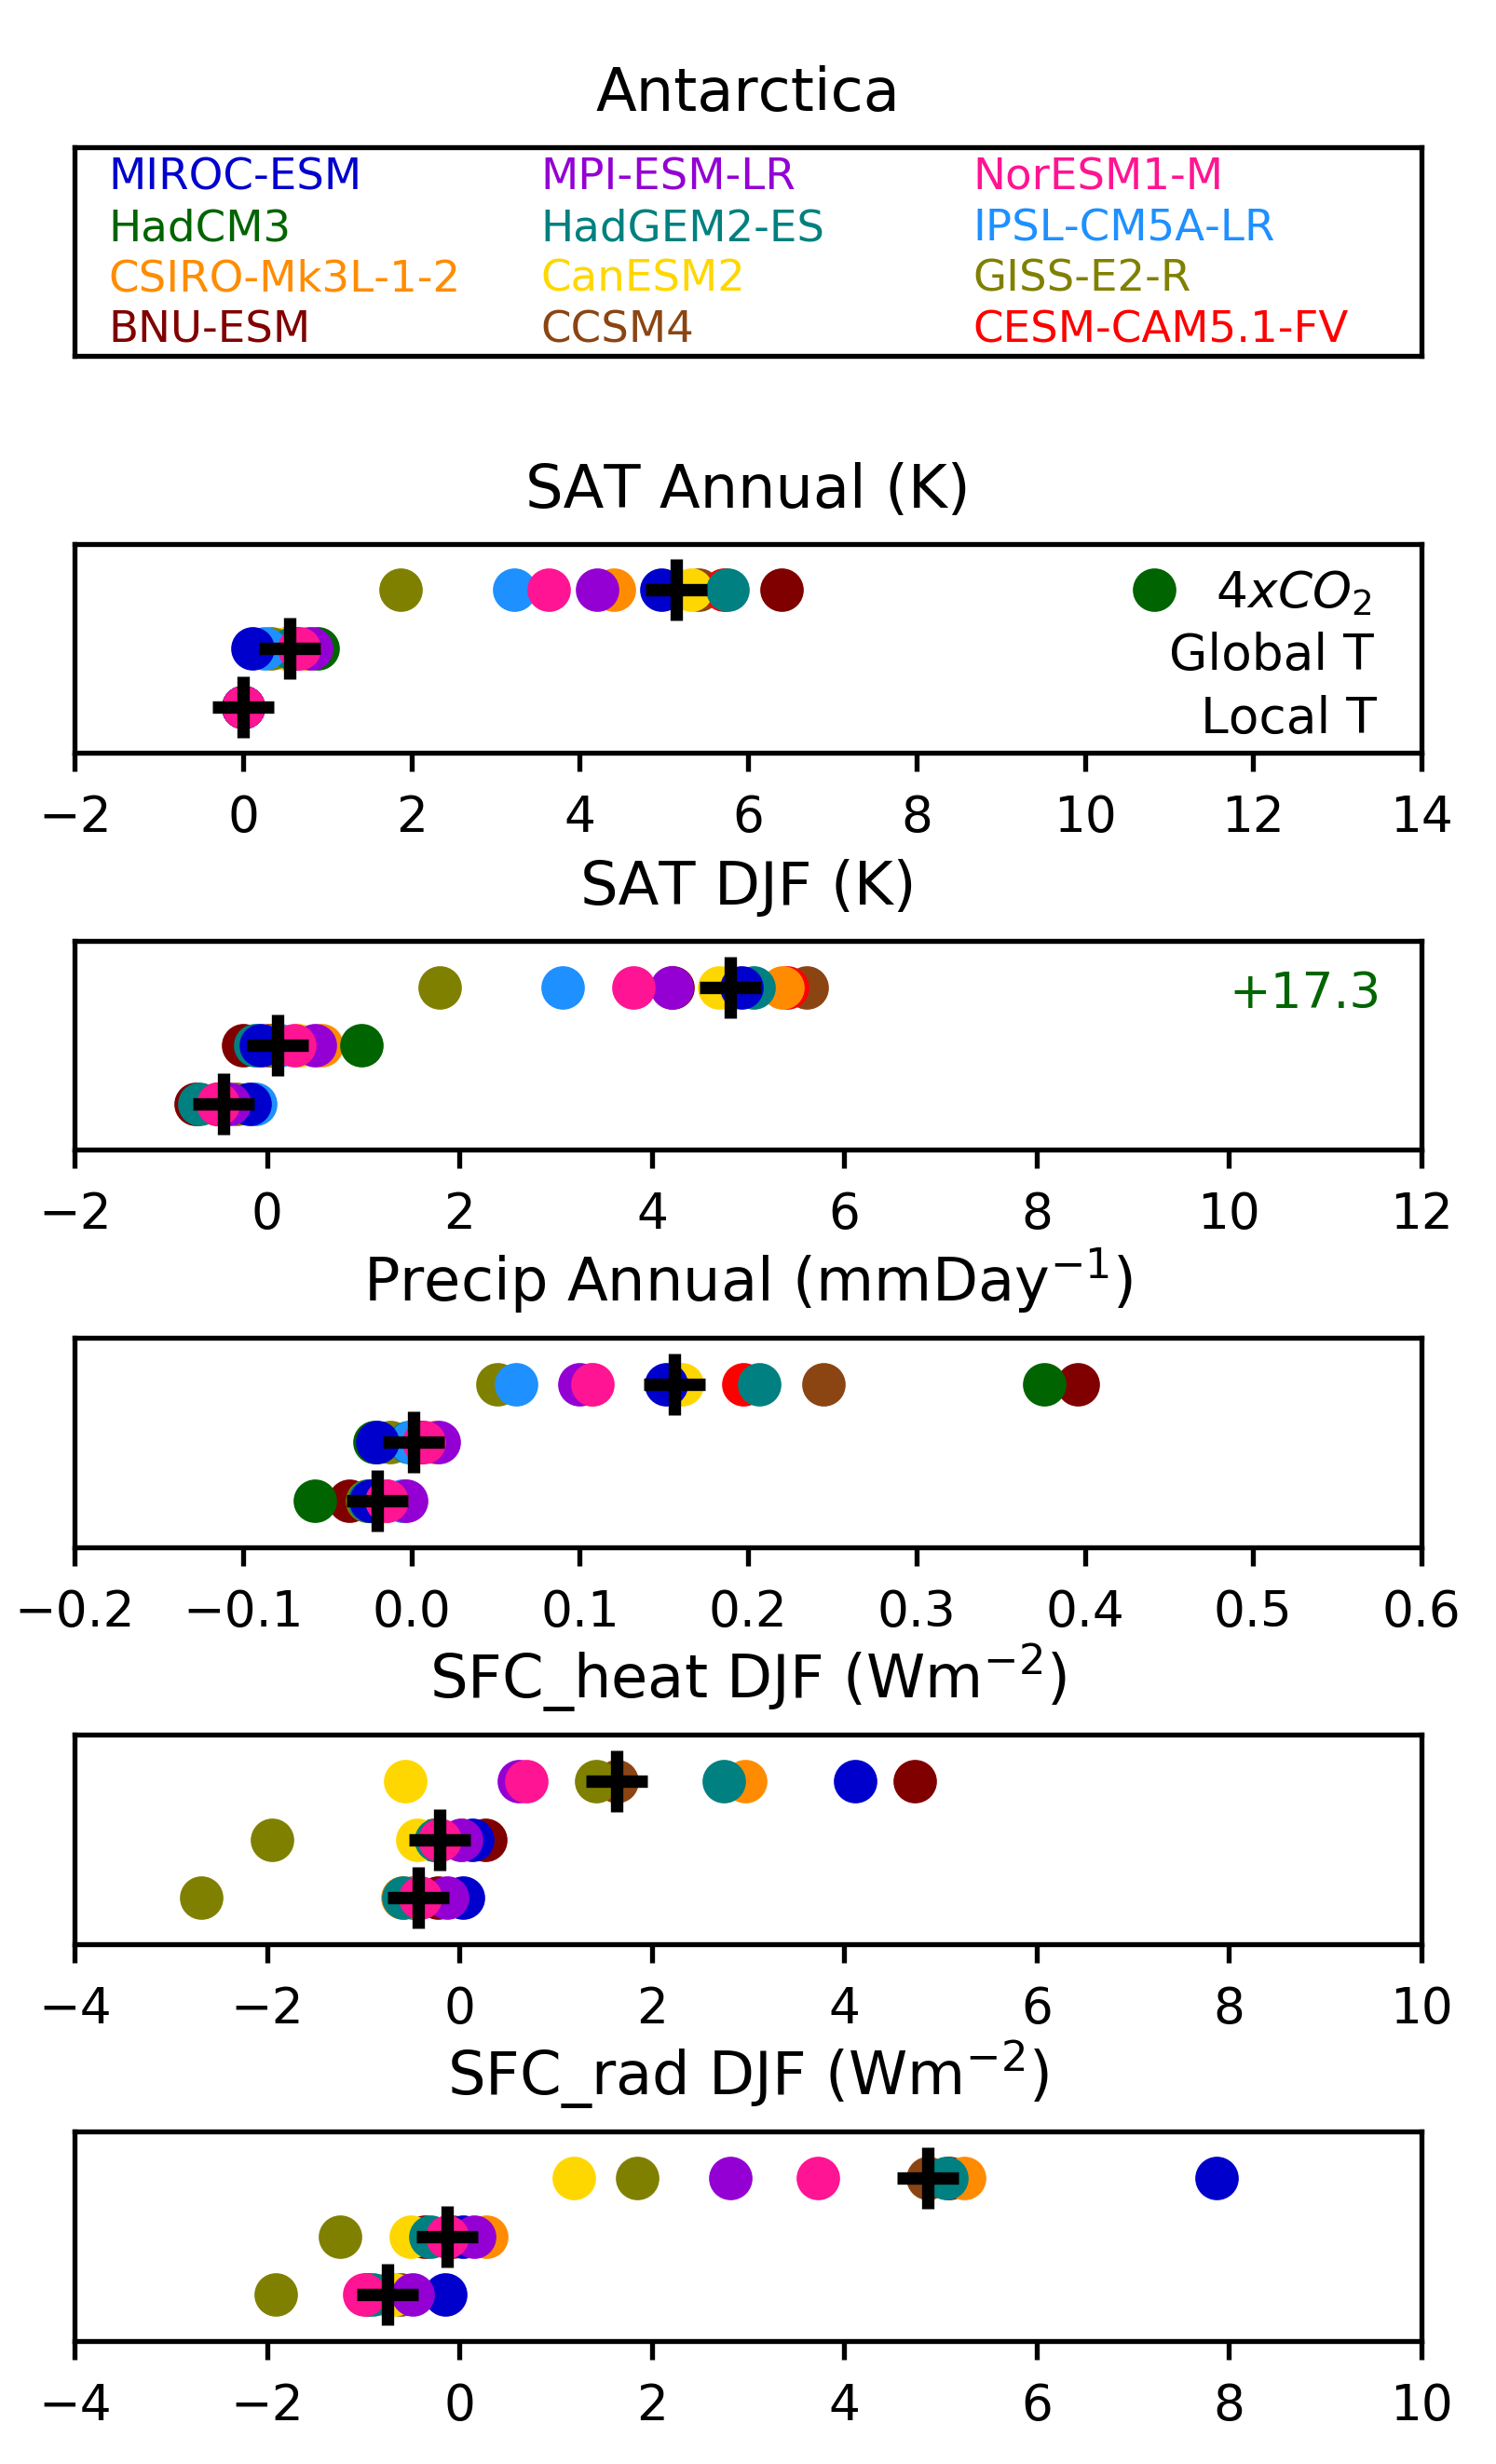 Antarctica
MIROC-ESM MPI-ESM-LR NorESM1-M
HadCM3 HadGEM2-ES IPSL-CM5A-LR
CSIRO-Mk3L-1-2 CanESM2 GISS-E2-R
BNU-ESM CCSM4 CESM-CAM5.1-FV
SAT Annual (K)
4xCO₂
Global T
Local T
−2 0 2 4 6 8 10 12 14
SAT DJF (K)
+17.3
−2 0 2 4 6 8 10 12
Precip Annual (mmDay⁻¹)
−0.2 −0.1 0.0 0.1 0.2 0.3 0.4 0.5 0.6
SFC_heat DJF (Wm⁻²)
−4 −2 0 2 4 6 8 10
SFC_rad DJF (Wm⁻²)
−4 −2 0 2 4 6 8 10